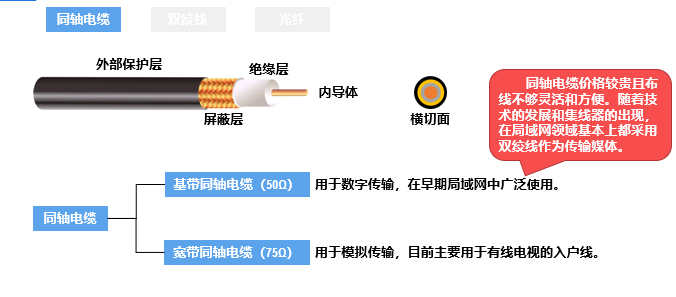 同轴电缆
双绞线
光纤
外部保护层
绝缘层
内导体
屏蔽层
横切面
同轴电缆价格较贵且布
线不够灵活和方便。随着技
术的发展和集线器的出现，
在局域网领域基本上都采用
双绞线作为传输媒体。
基带同轴电缆（50Ω）
用于数字传输，在早期局域网中广泛使用。
同轴电缆
宽带同轴电缆（75Ω）
用于模拟传输，目前主要用于有线电视的入户线。